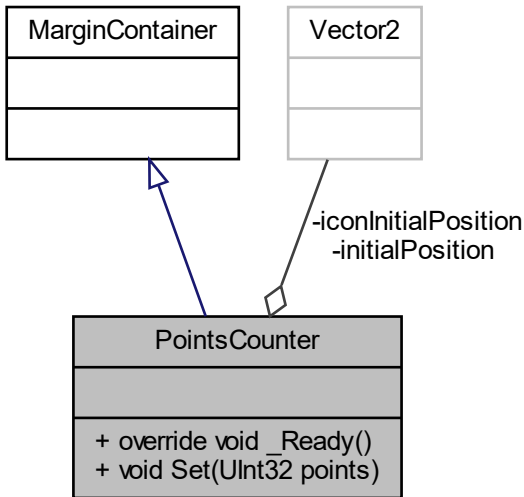 MarginContainer
Vector2
-iconInitialPosition
-initialPosition
PointsCounter
+ override void _Ready()
+ void Set(UInt32 points)